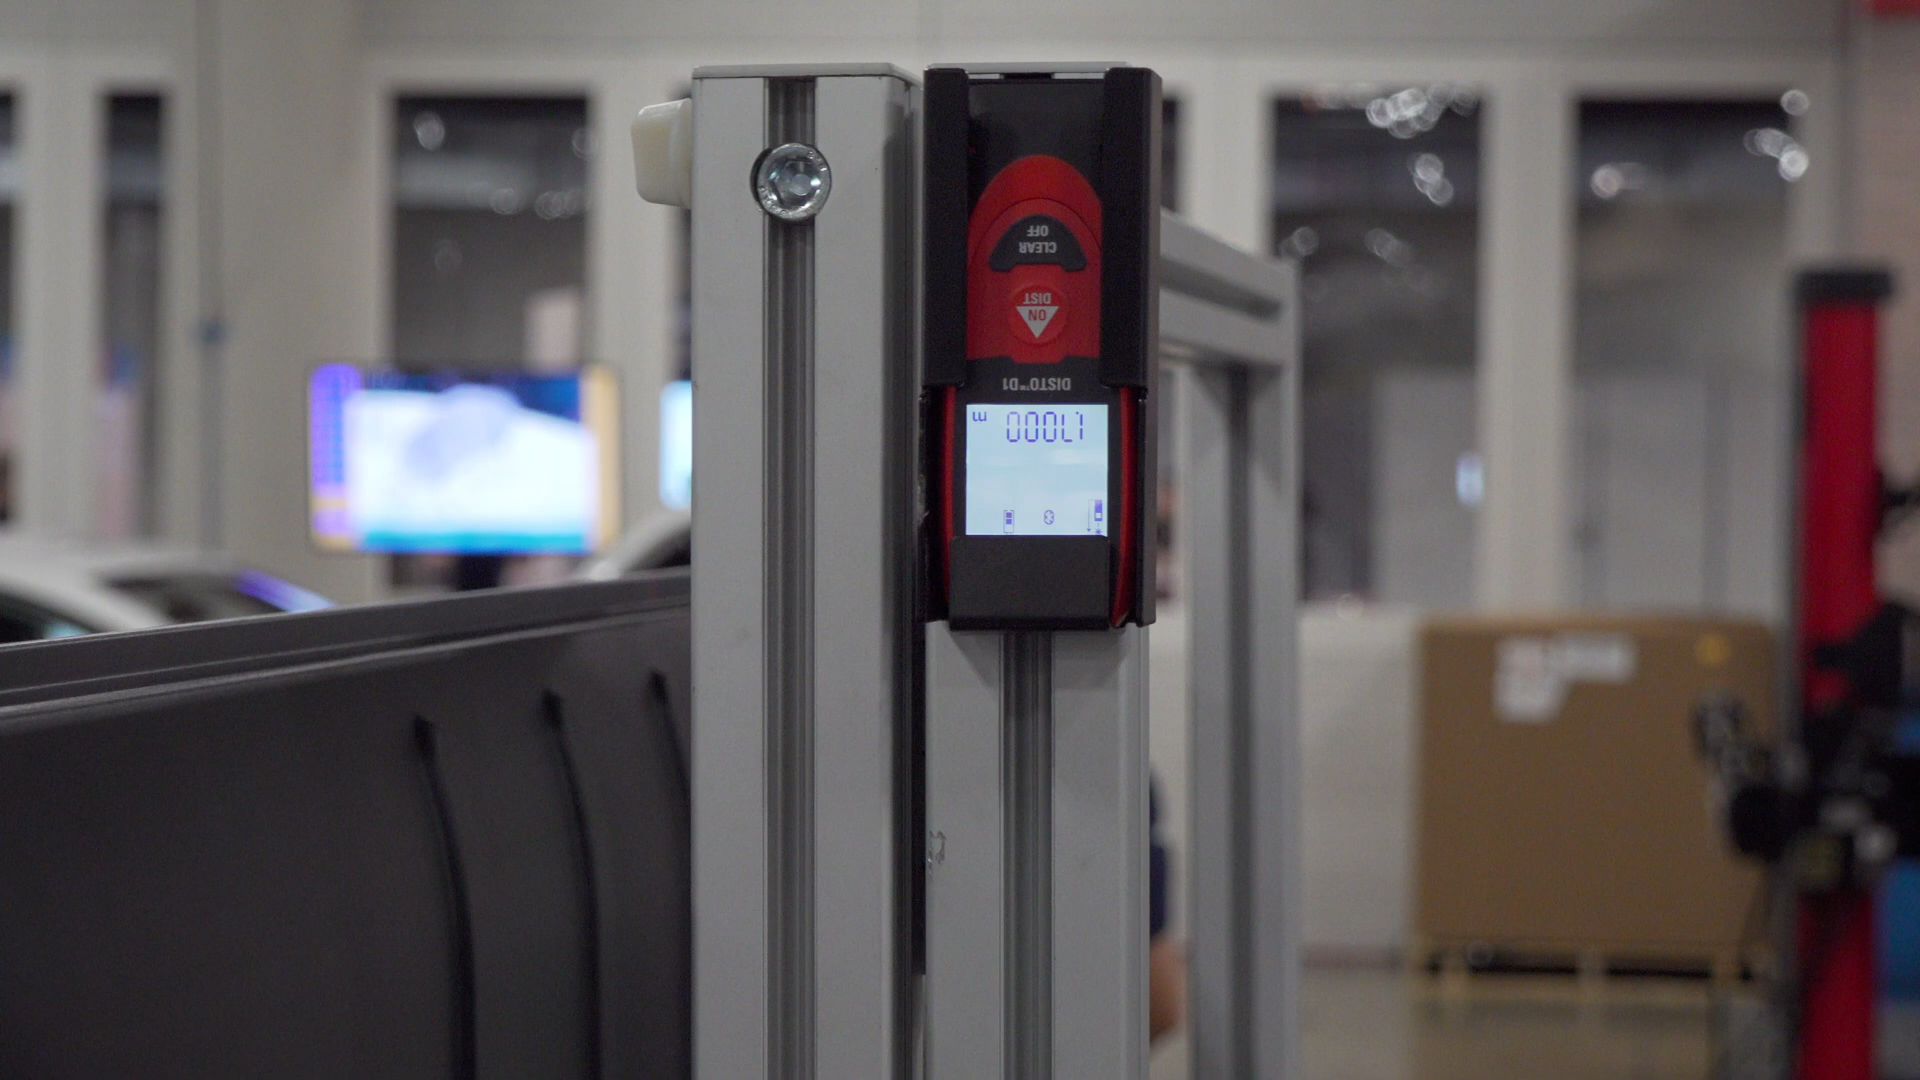 1.7000 m
DISTO™ D1
ON
DIST
CLEAR
OFF